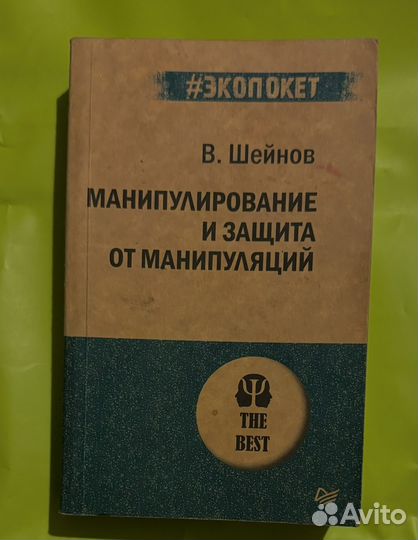 #ЭКОПОКЕТ
В. Шейнов
МАНИПУЛИРОВАНИЕ
И ЗАЩИТА
ОТ МАНИПУЛЯЦИЙ
Ψ
THE
BEST
Avito